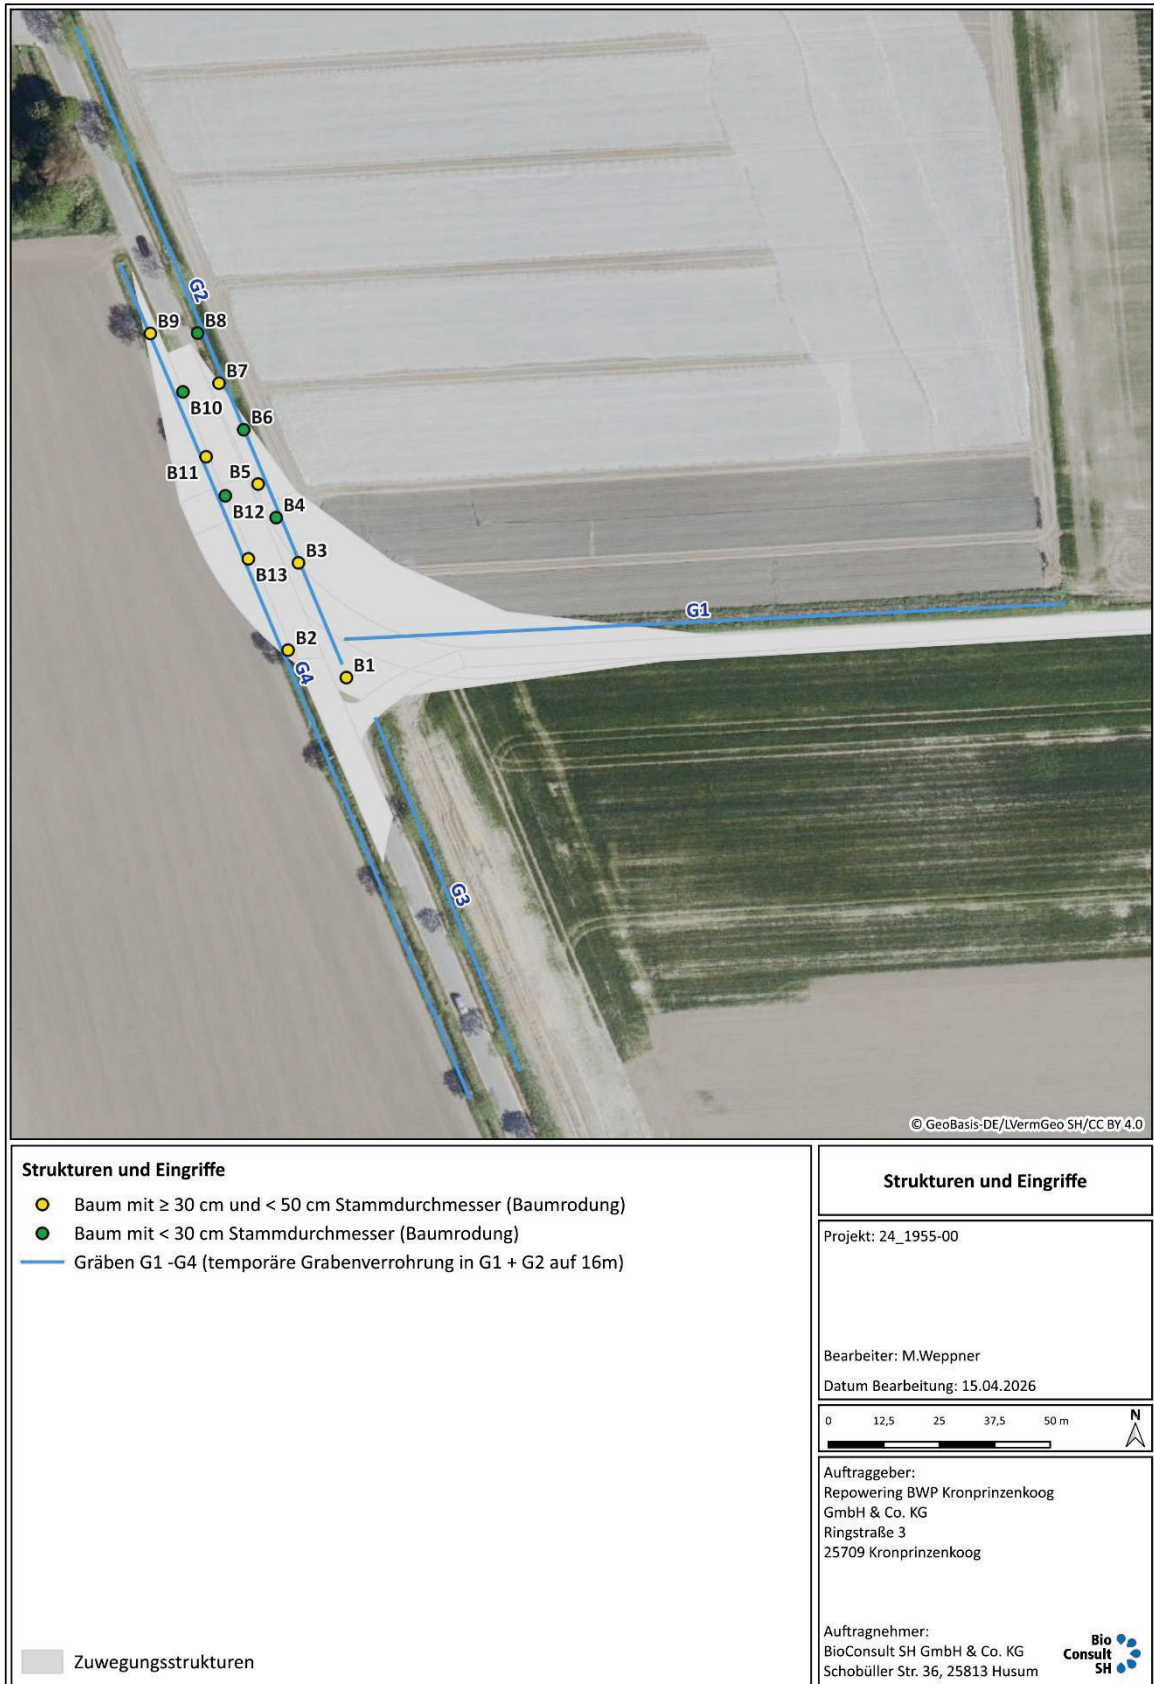 G2
B9
B8
B7
B10
B6
B11
B5
B12
B4
B13
B3
G1
B2
G4
B1
G3
© GeoBasis-DE/LVermGeo SH/CC BY 4.0
Strukturen und Eingriffe
Baum mit ≥ 30 cm und < 50 cm Stammdurchmesser (Baumrodung)
Baum mit < 30 cm Stammdurchmesser (Baumrodung)
Gräben G1 -G4 (temporäre Grabenverrohrung in G1 + G2 auf 16m)
Zuwegungsstrukturen
Strukturen und Eingriffe
Projekt: 24_1955-00
Bearbeiter: M.Weppner
Datum Bearbeitung: 15.04.2026
0 12,5 25 37,5 50 m
N
Auftraggeber:
Repowering BWP Kronprinzenkoog
GmbH & Co. KG
Ringstraße 3
25709 Kronprinzenkoog
Auftragnehmer:
BioConsult SH GmbH & Co. KG
Schobüller Str. 36, 25813 Husum
Bio
Consult
SH